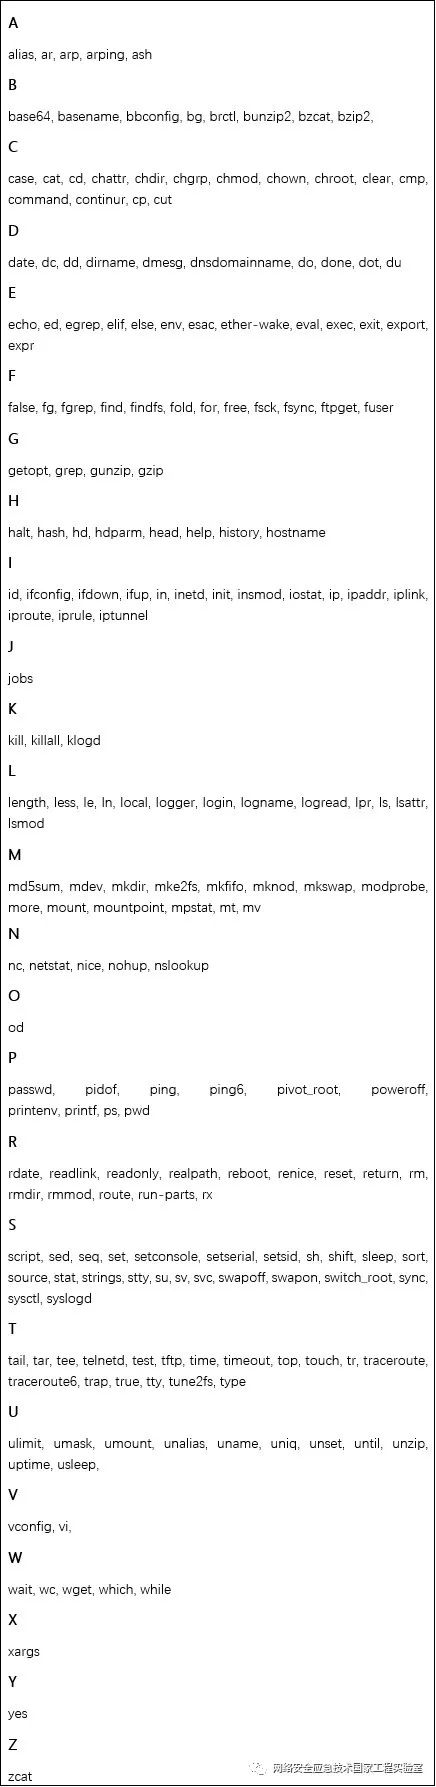 A
alias, ar, arp, arping, ash
B
base64, basename, bbconfig, bg, brctl, bunzip2, bzcat, bzip2,
C
case, cat, cd, chattr, chdir, chgrp, chmod, chown, chroot, clear, cmp,
command, continur, cp, cut
D
date, dc, dd, dirname, dmesg, dnsdomainname, do, done, dot, du
E
echo, ed, egrep, elif, else, env, esac, ether-wake, eval, exec, exit, export,
expr
F
false, fg, fgrep, find, findfs, fold, for, free, fsck, fsync, ftpget, fuser
G
getopt, grep, gunzip, gzip
H
halt, hash, hd, hdparm, head, help, history, hostname
I
id, ifconfig, ifdown, ifup, in, inetd, init, insmod, iostat, ip, ipaddr, iplink,
iproute, iprule, iptunnel
J
jobs
K
kill, killall, klogd
L
length, less, le, ln, local, logger, login, logname, logread, lpr, ls, lsattr,
lsmod
M
md5sum, mdev, mkdir, mke2fs, mkfifo, mknod, mkswap, modprobe,
more, mount, mountpoint, mpstat, mt, mv
N
nc, netstat, nice, nohup, nslookup
O
od
P
passwd, pidof, ping, ping6, pivot_root, poweroff,
printenv, printf, ps, pwd
R
rdate, readlink, readonly, realpath, reboot, renice, reset, return, rm,
rmdir, rmmod, route, run-parts, rx
S
script, sed, seq, set, setconsole, setserial, setsid, sh, shift, sleep, sort,
source, stat, strings, stty, su, sv, svc, swapoff, swapon, switch_root, sync,
sysctl, syslogd
T
tail, tar, tee, telnetd, test, tftp, time, timeout, top, touch, tr, traceroute,
traceroute6, trap, true, tty, tune2fs, type
U
ulimit, umask, umount, unalias, uname, uniq, unset, until, unzip,
uptime, usleep,
V
vconfig, vi,
W
wait, wc, wget, which, while
X
xargs
Y
yes
Z
zcat
网络安全应急技术国家工程实验室